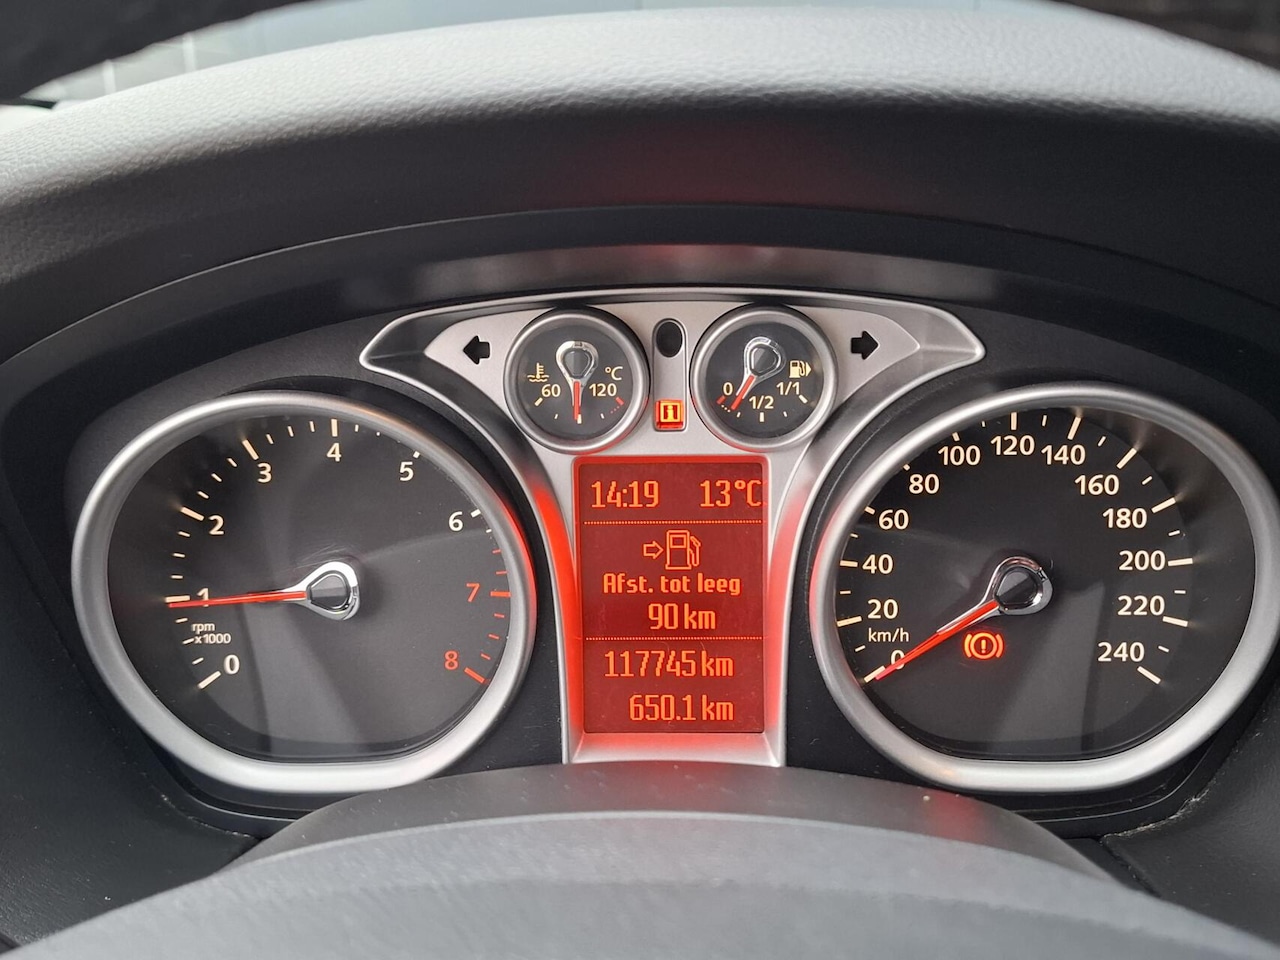 60 120 °C
0 1/2 1/1
14:19 13°C
Afst. tot leeg
90 km
117745 km
650.1 km
0 1 2 3 4 5 6 7 8
rpm
x1000
0 20 40 60 80 100 120 140 160 180 200 220 240
km/h